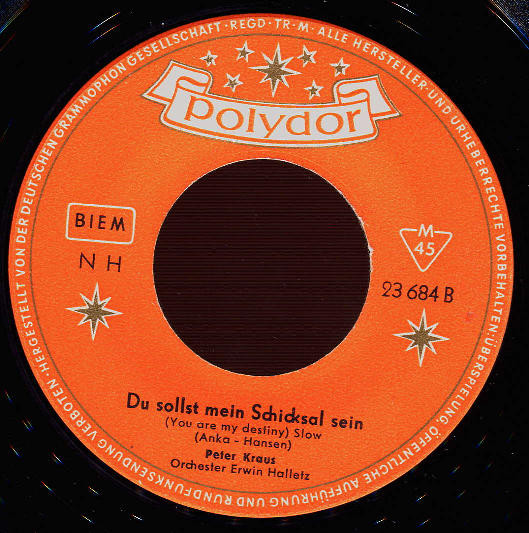 HERGESTELLT VON DER DEUTSCHEN GRAMMOPHON GESELLSCHAFT · REGD · TR · M · ALLE HERSTELLER- UND URHEBERRECHTE VORBEHALTEN: ÜBERSPIELUNG, ÖFFENTLICHE AUFFÜHRUNG UND RUNDFUNKSENDUNG VERBOTEN ·
polydor
BIEM
M
45
N H
23 684 B
Du sollst mein Schicksal sein
(You are my destiny) Slow
(Anka - Hansen)
Peter Kraus
Orchester Erwin Halletz